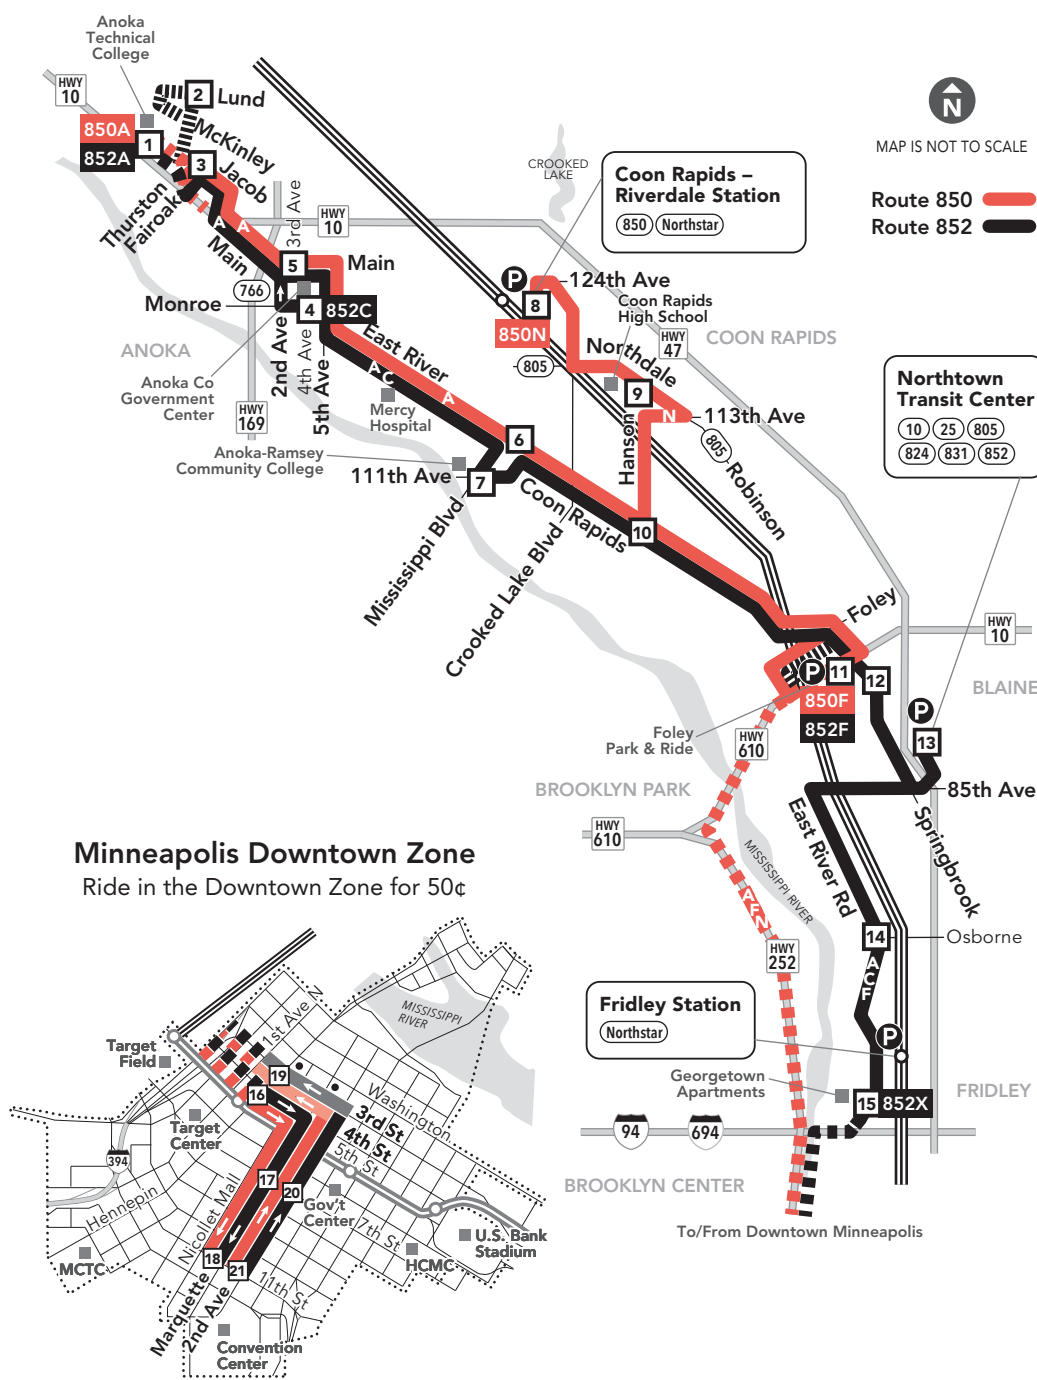 Anoka
Technical
College
HWY
10
2
Lund
McKinley
850A
852A
1
3
Jacob
Thurston
Fairoak
A
A
Main
3rd Ave
HWY
10
5
Main
766
Monroe
4
852C
2nd Ave
4th Ave
5th Ave
East River
ANOKA
Anoka Co
Government
Center
HWY
169
A
C
A
Mercy
Hospital
Anoka-Ramsey
Community College
6
111th Ave
7
Mississippi Blvd
Coon Rapids
Crooked Lake Blvd
CROOKED
LAKE
Coon Rapids –
Riverdale Station
850
Northstar
P
8
124th Ave
850N
Coon Rapids
High School
805
Northdale
HWY
47
COON RAPIDS
9
N
113th Ave
Hanson
805
Robinson
10
N
MAP IS NOT TO SCALE
Route 850
Route 852
Northtown
Transit Center
10
25
805
824
831
852
Foley
HWY
10
P
11
12
BLAINE
850F
852F
P
13
Foley
Park & Ride
HWY
610
BROOKLYN PARK
85th Ave
HWY
610
East River Rd
Springbrook
MISSISSIPPI RIVER
A
F
N
HWY
252
14
Osborne
A
C
F
Fridley Station
Northstar
P
Georgetown
Apartments
15
852X
FRIDLEY
94
694
BROOKLYN CENTER
To/From Downtown Minneapolis
Minneapolis Downtown Zone
Ride in the Downtown Zone for 50¢
1st Ave N
MISSISSIPPI
RIVER
Target
Field
19
16
Washington
3rd St
4th St
5th St
Target
Center
394
Hennepin
Nicollet Mall
17
20
Gov't
Center
7th St
U.S. Bank
Stadium
HCMC
MCTC
18
21
11th St
Marquette
2nd Ave
Convention
Center